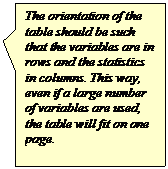 The orientation of the
table should be such
that the variables are in
rows and the statistics
in columns. This way,
even if a large number
of variables are used,
the table will fit on one
page.